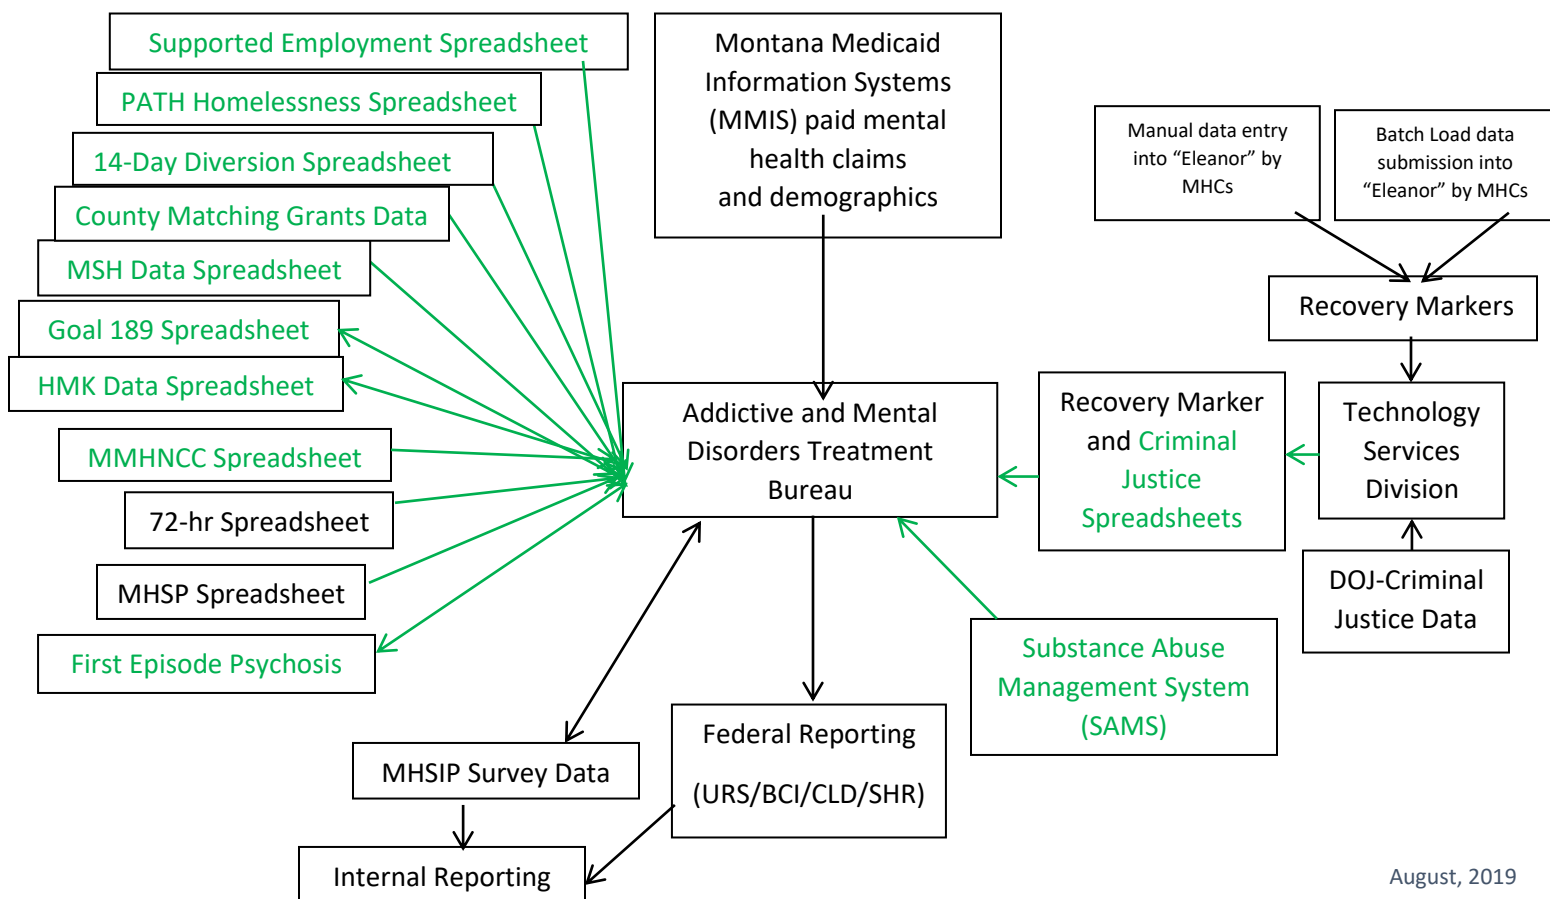 Supported Employment Spreadsheet
PATH Homelessness Spreadsheet
14-Day Diversion Spreadsheet
County Matching Grants Data
MSH Data Spreadsheet
Goal 189 Spreadsheet
HMK Data Spreadsheet
MMHNCC Spreadsheet
72-hr Spreadsheet
MHSP Spreadsheet
First Episode Psychosis
Montana Medicaid
Information Systems
(MMIS) paid mental
health claims
and demographics
Manual data entry
into “Eleanor” by
MHCs
Batch Load data
submission into
“Eleanor” by MHCs
Recovery Markers
Addictive and Mental
Disorders Treatment
Bureau
Recovery Marker
and Criminal
Justice
Spreadsheets
Technology
Services
Division
DOJ-Criminal
Justice Data
Substance Abuse
Management System
(SAMS)
Federal Reporting
(URS/BCI/CLD/SHR)
MHSIP Survey Data
Internal Reporting
August, 2019